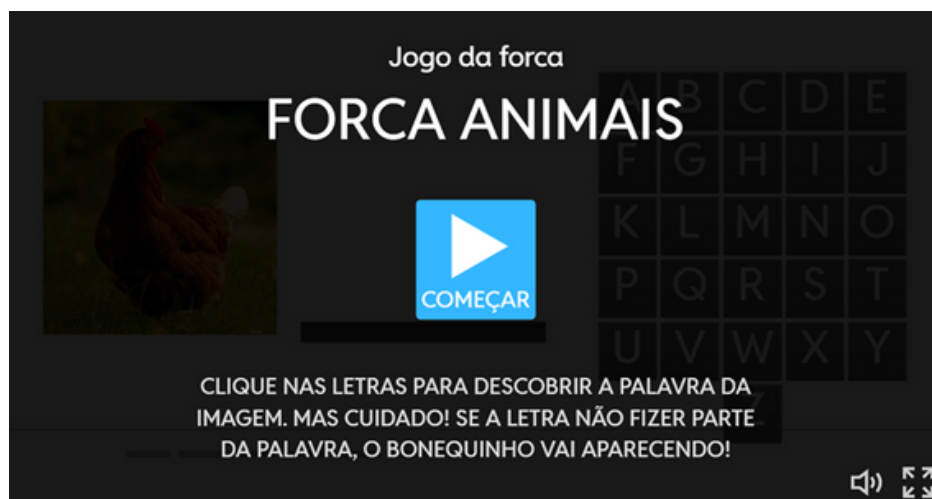 Jogo da forca
FORCA ANIMAIS
A B C D E
F G H I J
K L M N O
P Q R S T
U V W X Y
Z
COMEÇAR
CLIQUE NAS LETRAS PARA DESCOBRIR A PALAVRA DA
IMAGEM. MAS CUIDADO! SE A LETRA NÃO FIZER PARTE
DA PALAVRA, O BONEQUINHO VAI APARECENDO!